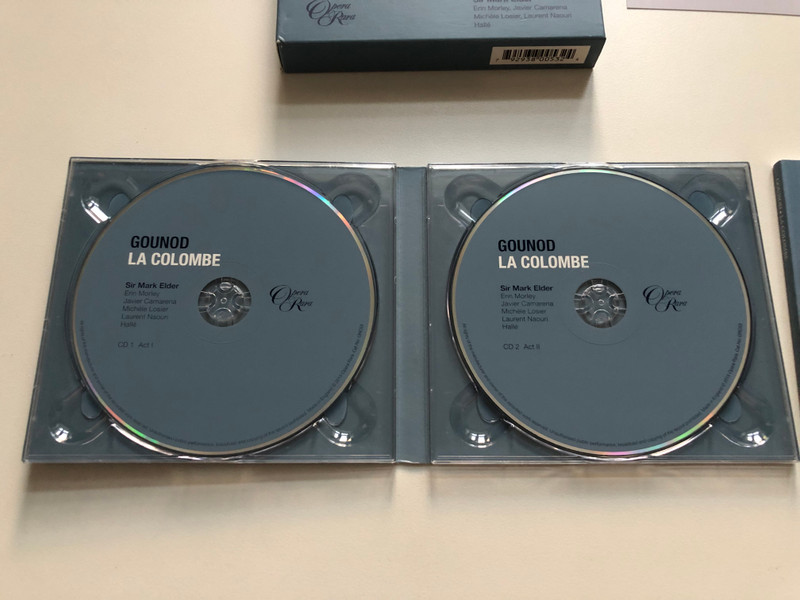 Opera
Rara
Erin Morley, Javier Camarena
Michèle Losier, Laurent Naouri
Hallé
GOUNOD
LA COLOMBE
Sir Mark Elder
Erin Morley
Javier Camarena
Michèle Losier
Laurent Naouri
Hallé
CD 1 Act I
Opera
Rara
GOUNOD
LA COLOMBE
Sir Mark Elder
Erin Morley
Javier Camarena
Michèle Losier
Laurent Naouri
Hallé
CD 2 Act II
Opera
Rara